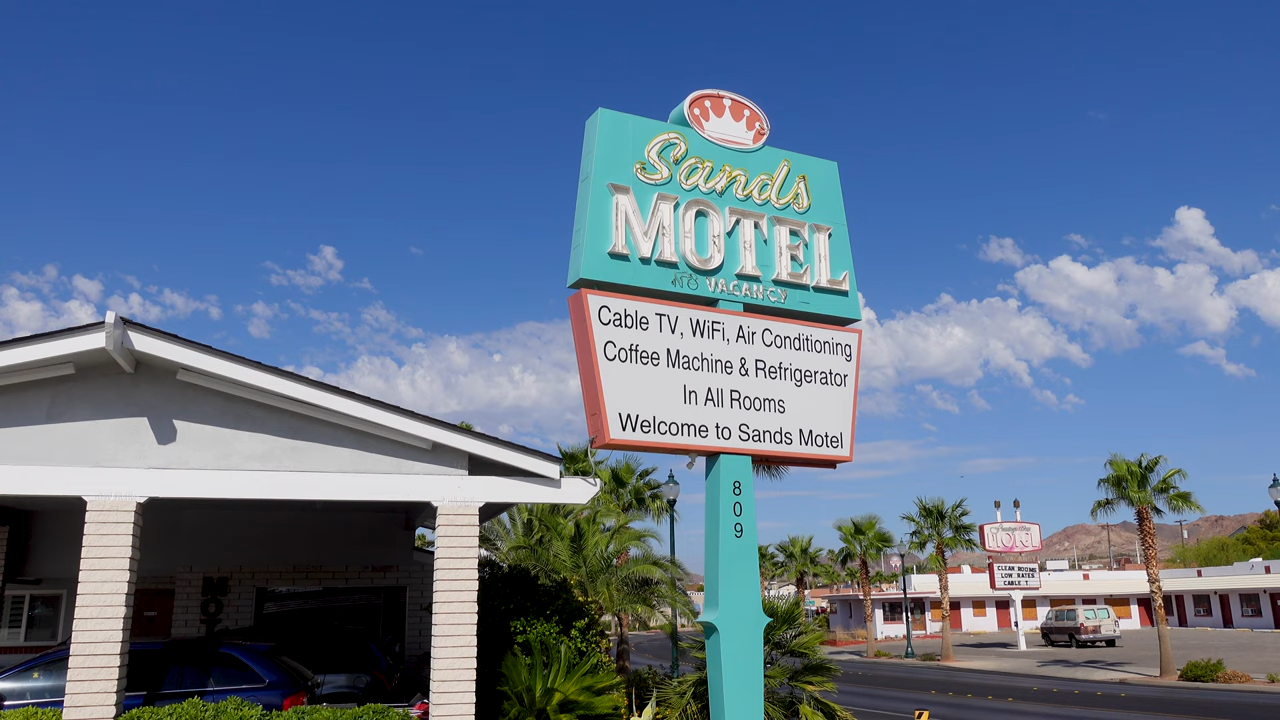 Sands
MOTEL
NO VACANCY
Cable TV, WiFi, Air Conditioning
Coffee Machine & Refrigerator
In All Rooms
Welcome to Sands Motel
809
MOTEL
CLEAN ROOMS
LOW RATES
CABLE T